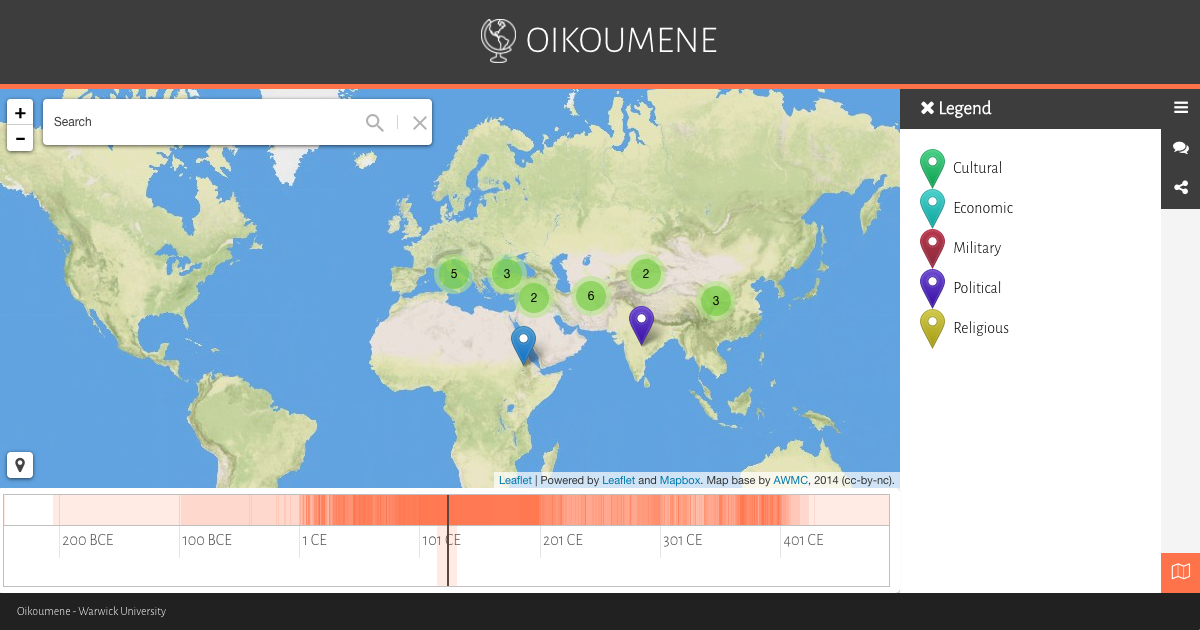 OIKOUMENE
+
-
Search
Legend
Cultural
Economic
Military
Political
Religious
5
3
2
6
2
3
Leaflet | Powered by Leaflet and Mapbox. Map base by AWMC, 2014 (cc-by-nc).
200 BCE 100 BCE 1 CE 101 CE 201 CE 301 CE 401 CE
Oikoumene - Warwick University